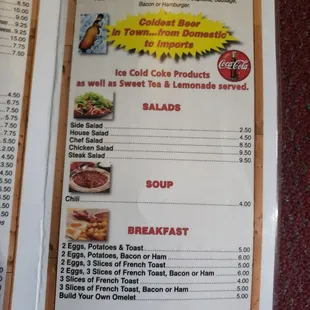 Bacon or Hamburger.
Coldest Beer
in Town...from Domestic
to Imports
Coca-Cola
Ice Cold Coke Products
as well as Sweet Tea & Lemonade served.
SALADS
Side Salad 2.50
House Salad 4.50
Chef Salad 8.50
Chicken Salad 9.50
Steak Salad 9.50
SOUP
Chili 4.00
BREAKFAST
2 Eggs, Potatoes & Toast 5.00
2 Eggs, Potatoes, Bacon or Ham 6.00
2 Eggs, 3 Slices of French Toast 5.00
2 Eggs, 3 Slices of French Toast, Bacon or Ham 6.00
3 Slices of French Toast 4.00
3 Slices of French Toast, Bacon or Ham 5.00
Build Your Own Omelet 5.00